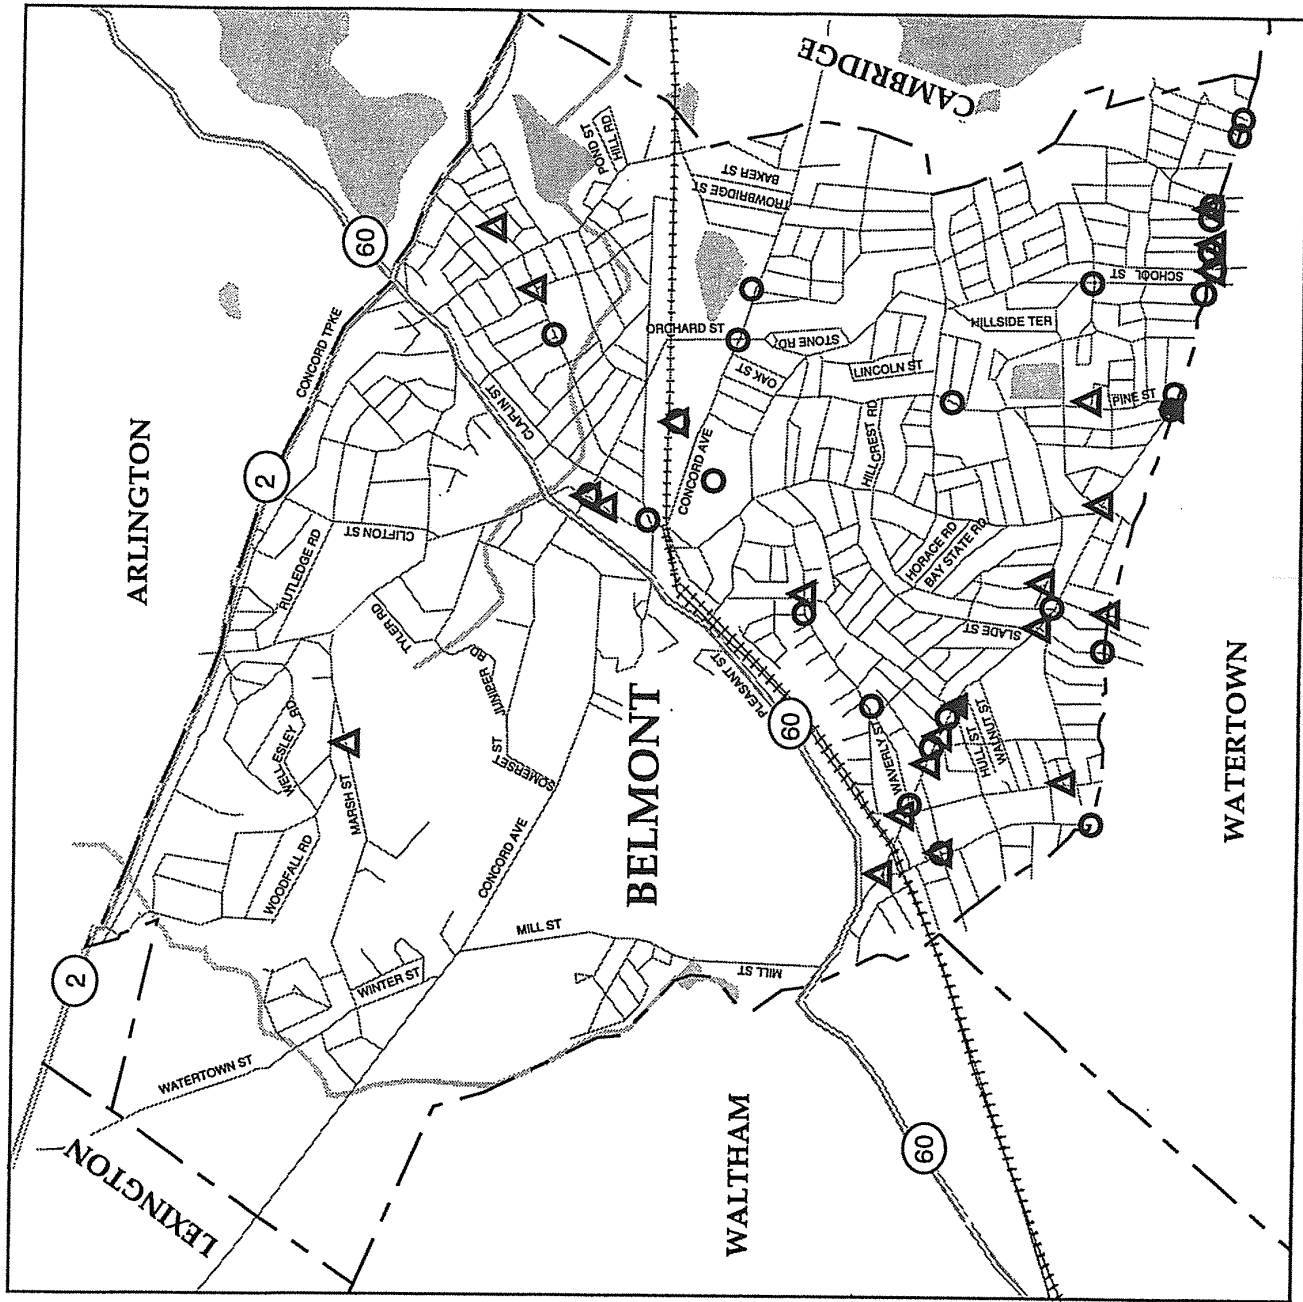 CAMBRIDGE
POND ST
HILL RD
BAKER ST
TROWBRIDGE ST
60
CONCORD TPKE
ORCHARD ST
SCHOOL ST
HILLSIDE TER
STONE RD
OAK ST
LINCOLN ST
PINE ST
CLAFLIN ST
HILLCREST RD
CONCORD AVE
ARLINGTON
2
CLIFTON ST
RUTLEDGE RD
HORACE RD
BAY STATE RD
TYLER RD
JUNIPER RD
SLADE ST
PLEASANT ST
60
WELLESLEY RD
MARSH ST
SOMERSET ST
BELMONT
WAVERLY ST
HULL ST
WALNUT ST
WATERTOWN
WOODFALL RD
CONCORD AVE
MILL ST
MILL ST
WINTER ST
2
WATERTOWN ST
LEXINGTON
WALTHAM
60